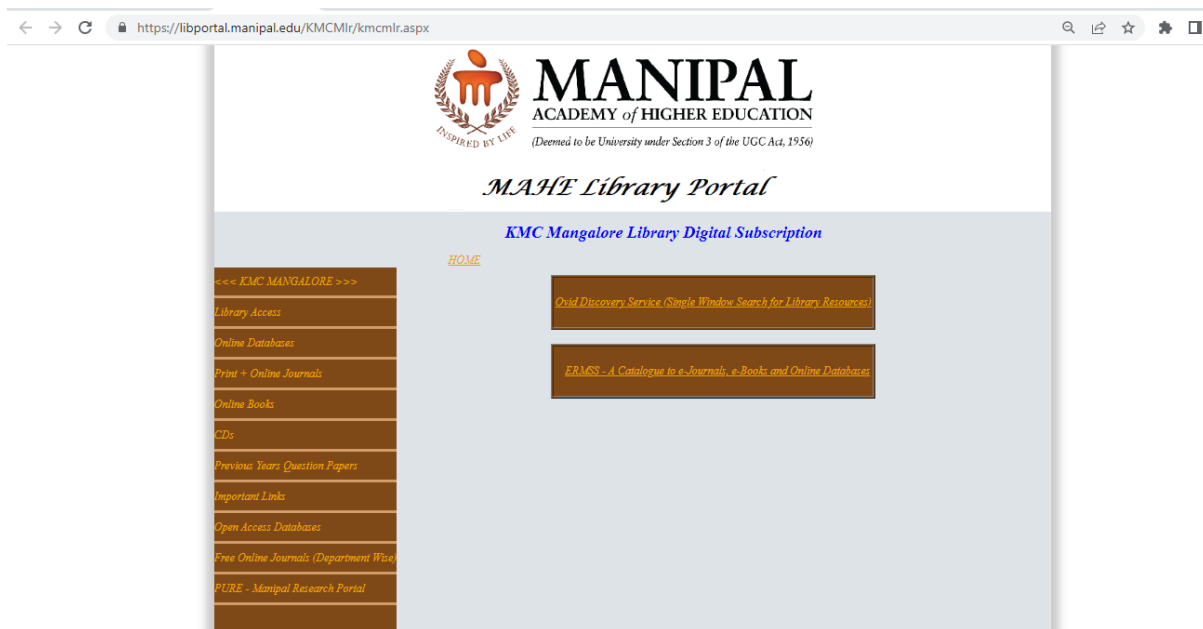 https://libportal.manipal.edu/KMCMlr/kmcmlr.aspx
MANIPAL
ACADEMY of HIGHER EDUCATION
(Deemed to be University under Section 3 of the UGC Act, 1956)
INSPIRED BY LIFE
MAHE Library Portal
KMC Mangalore Library Digital Subscription
HOME
<<< KMC MANGALORE >>>
Library Access
Online Databases
Print + Online Journals
Online Books
CDs
Previous Years Question Papers
Important Links
Open Access Databases
Free Online Journals (Department Wise)
PURE - Manipal Research Portal
Ovid Discovery Service (Single Window Search for Library Resources)
ERMSS - A Catalogue to e-Journals, e-Books and Online Databases